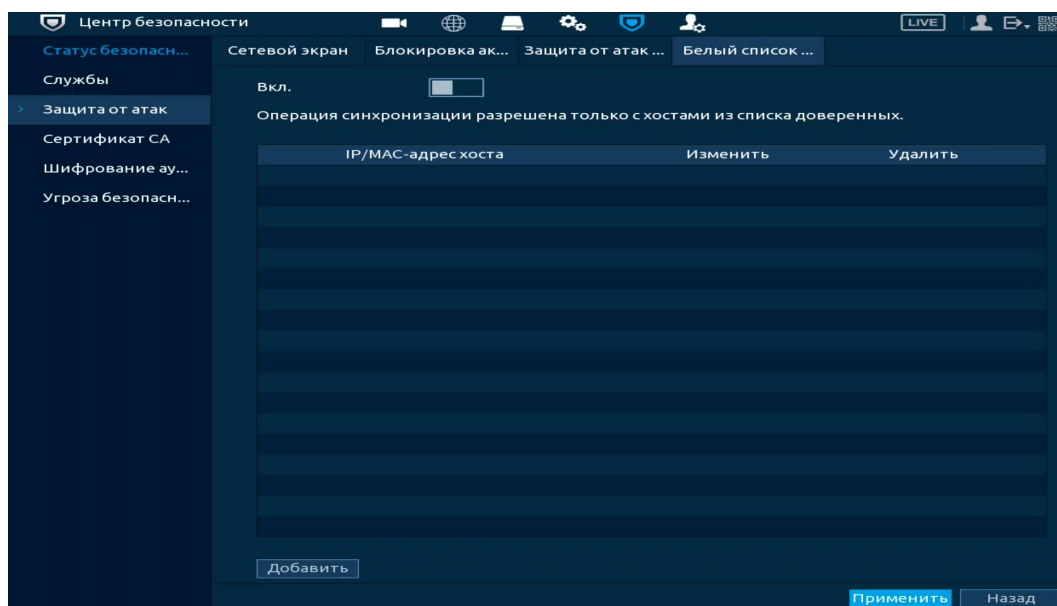 Центр безопасности LIVE
Статус безопасн...
Службы
Защита от атак
Сертификат CA
Шифрование ау...
Угроза безопасн...
Сетевой экран Блокировка ак... Защита от атак ... Белый список ...
Вкл.
Операция синхронизации разрешена только с хостами из списка доверенных.
IP/MAC-адрес хоста Изменить Удалить
Добавить
Применить Назад